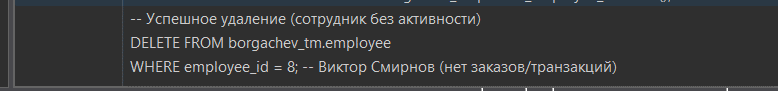 -- Успешное удаление (сотрудник без активности)
DELETE FROM borgachev_tm.employee
WHERE employee_id = 8; -- Виктор Смирнов (нет заказов/транзакций)